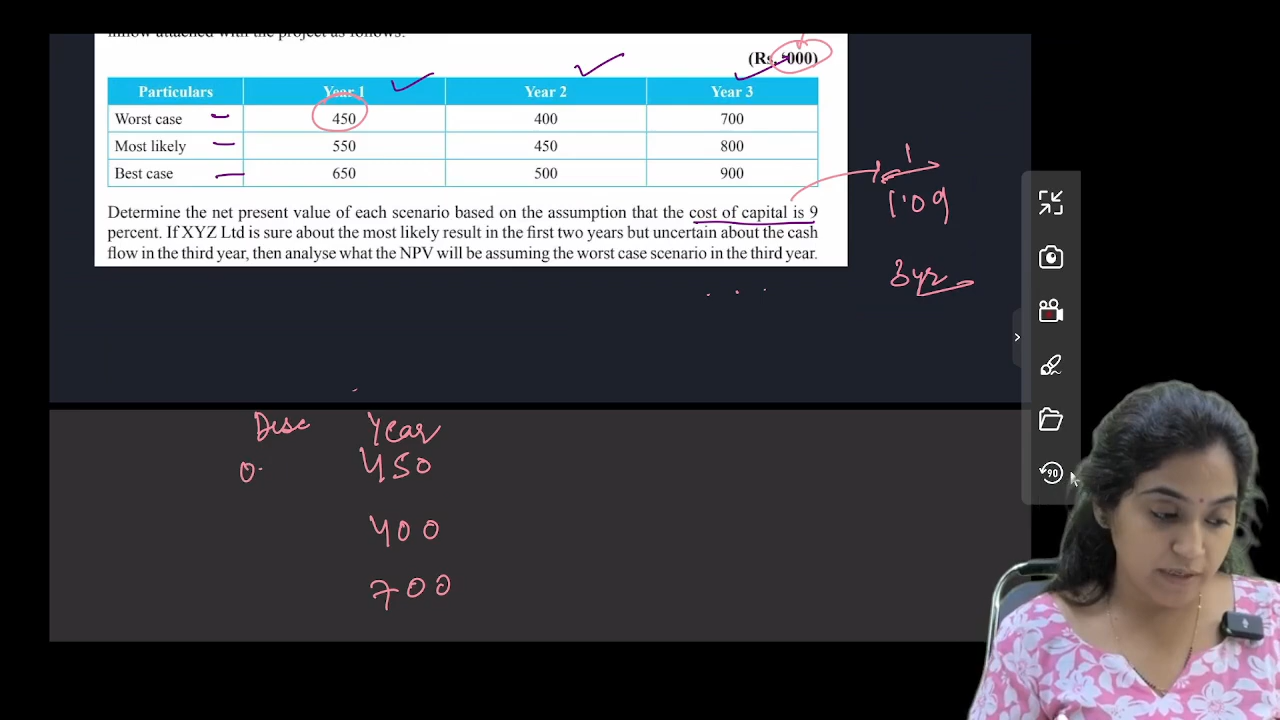 (Rs. '000)
Particulars Year 1 Year 2 Year 3
Worst case 450 400 700
Most likely 550 450 800
Best case 650 500 900
Determine the net present value of each scenario based on the assumption that the cost of capital is 9
percent. If XYZ Ltd is sure about the most likely result in the first two years but uncertain about the cash
flow in the third year, then analyse what the NPV will be assuming the worst case scenario in the third year.
1
1.09
3yr
Disc Year
0. 450
400
700
90